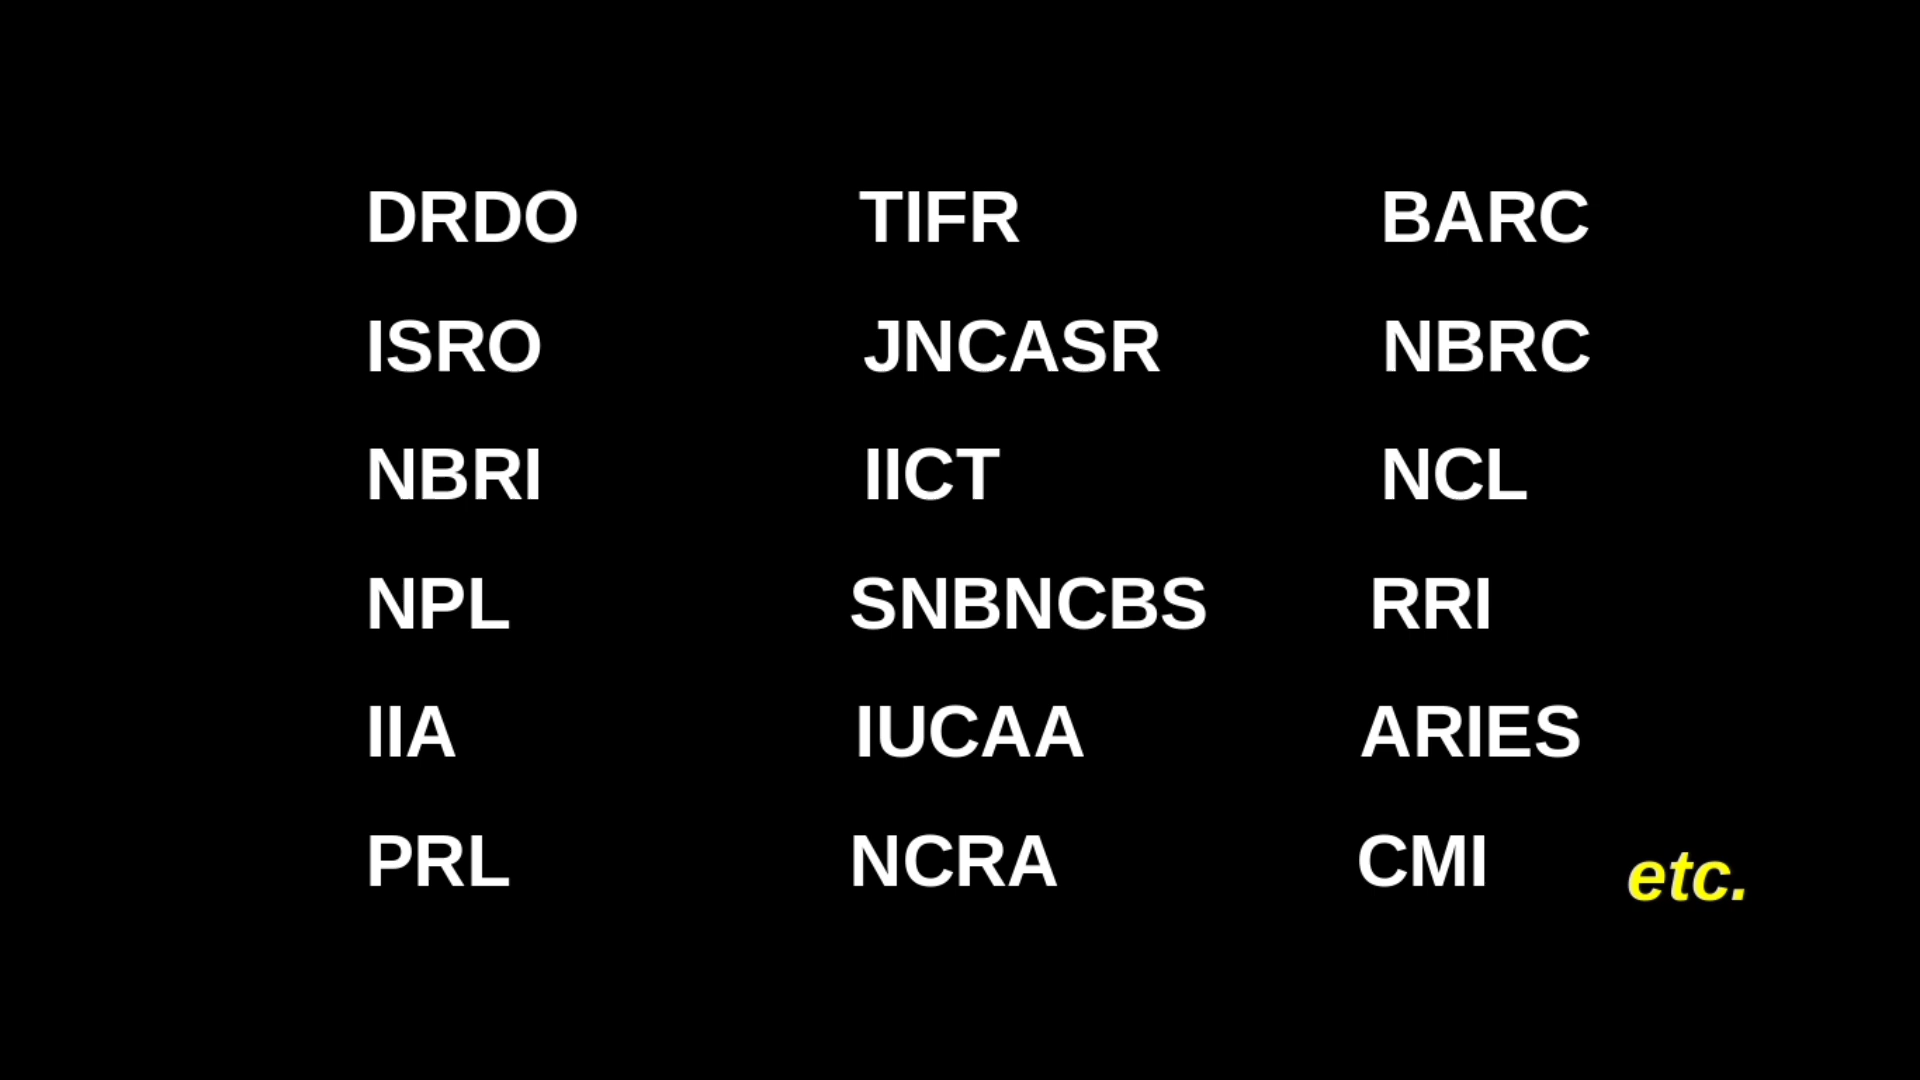 DRDO TIFR BARC
ISRO JNCASR NBRC
NBRI IICT NCL
NPL SNBNCBS RRI
IIA IUCAA ARIES
PRL NCRA CMI etc.